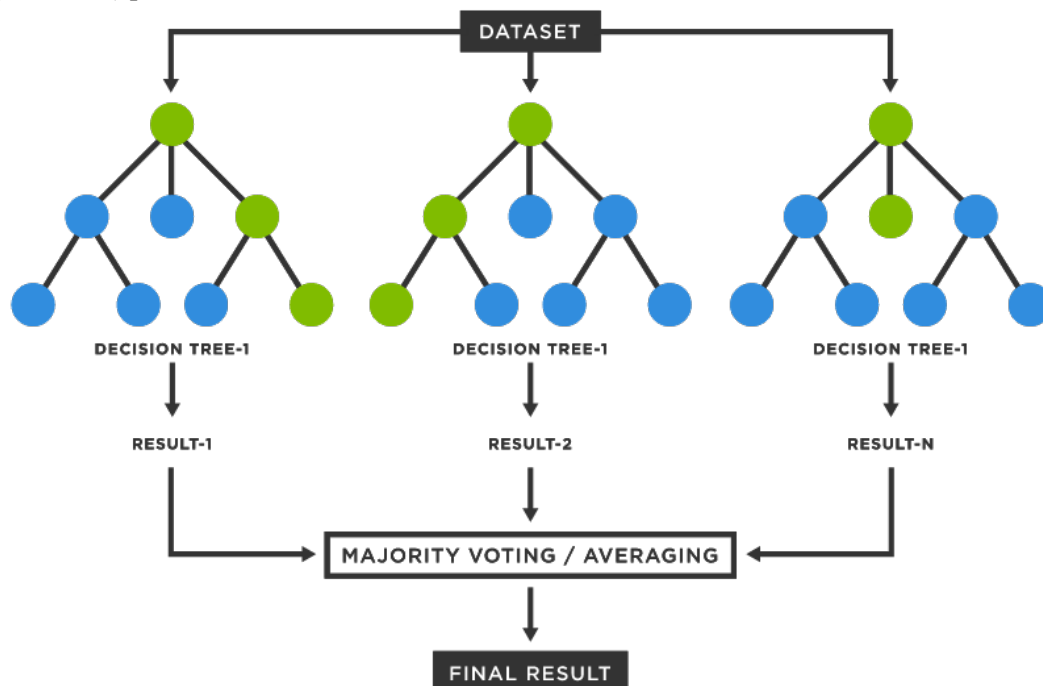 DATASET
DECISION TREE-1
DECISION TREE-1
DECISION TREE-1
RESULT-1
RESULT-2
RESULT-N
MAJORITY VOTING / AVERAGING
FINAL RESULT